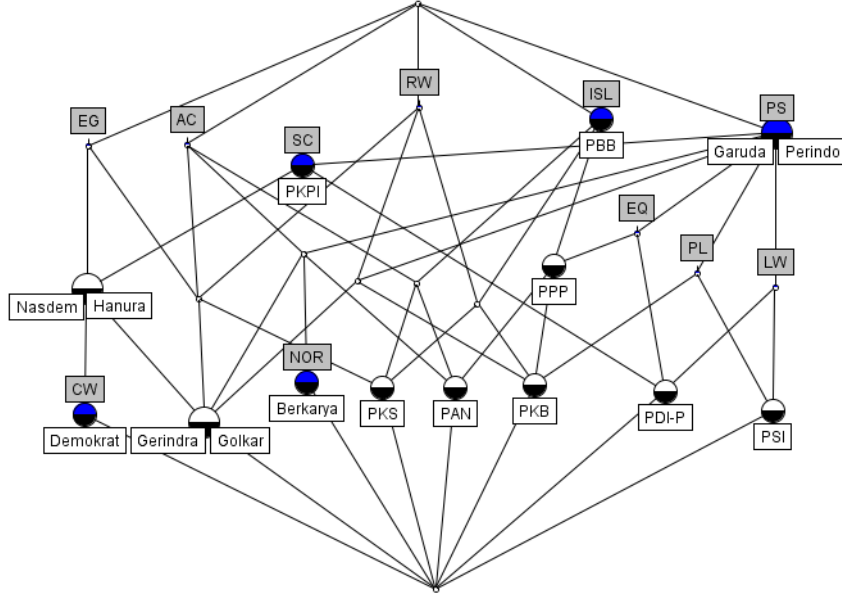 RW
ISL
PS
EG
AC
SC
PBB
Garuda
Perindo
PKPI
EQ
PL
LW
PPP
Nasdem
Hanura
NOR
CW
Berkarya
PKS
PAN
PKB
PDI-P
PSI
Demokrat
Gerindra
Golkar